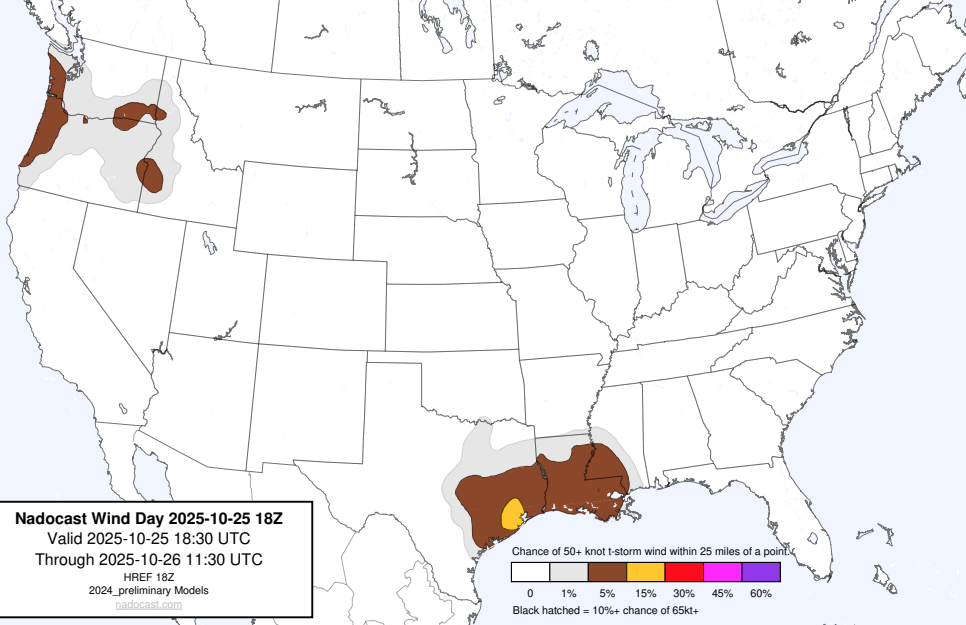 Nadocast Wind Day 2025-10-25 18Z
Valid 2025-10-25 18:30 UTC
Through 2025-10-26 11:30 UTC
HREF 18Z
2024_preliminary Models
nadocast.com
Chance of 50+ knot t-storm wind within 25 miles of a point.
0 1% 5% 15% 30% 45% 60%
Black hatched = 10%+ chance of 65kt+